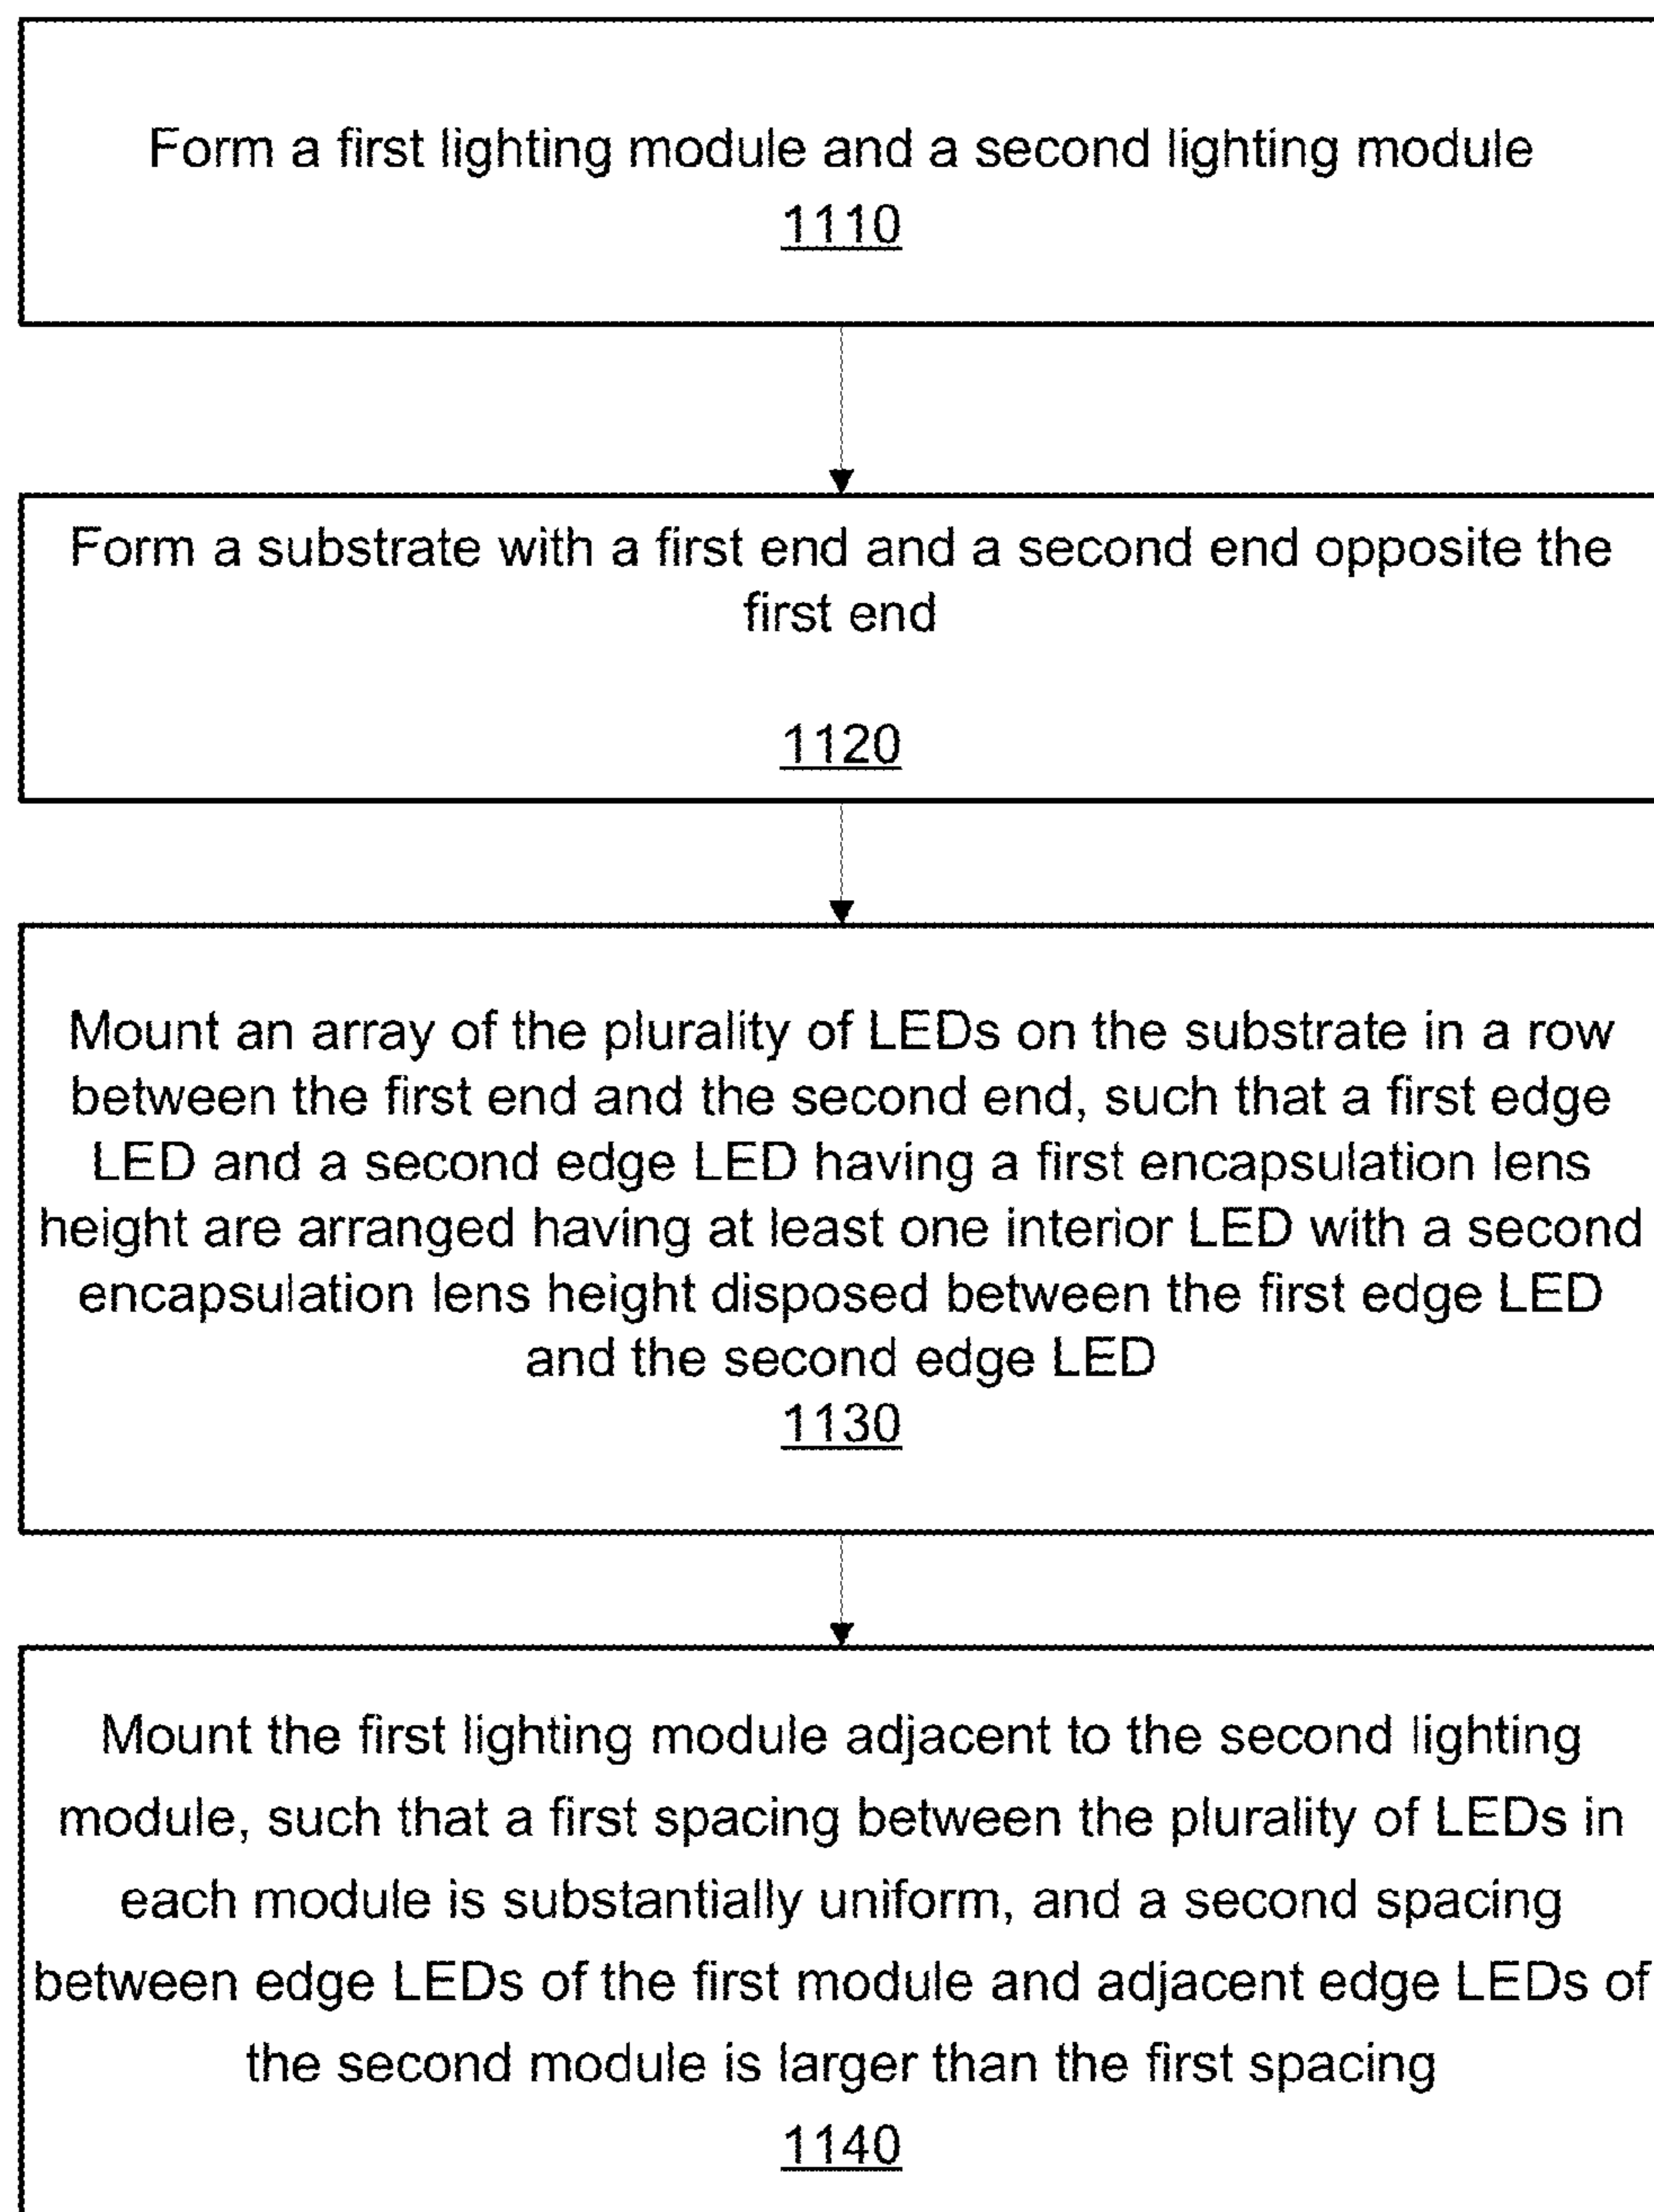 Form a first lighting module and a second lighting module
1110
Form a substrate with a first end and a second end opposite the
first end
1120
Mount an array of the plurality of LEDs on the substrate in a row
between the first end and the second end, such that a first edge
LED and a second edge LED having a first encapsulation lens
height are arranged having at least one interior LED with a second
encapsulation lens height disposed between the first edge LED
and the second edge LED
1130
Mount the first lighting module adjacent to the second lighting
module, such that a first spacing between the plurality of LEDs in
each module is substantially uniform, and a second spacing
between edge LEDs of the first module and adjacent edge LEDs of
the second module is larger than the first spacing
1140